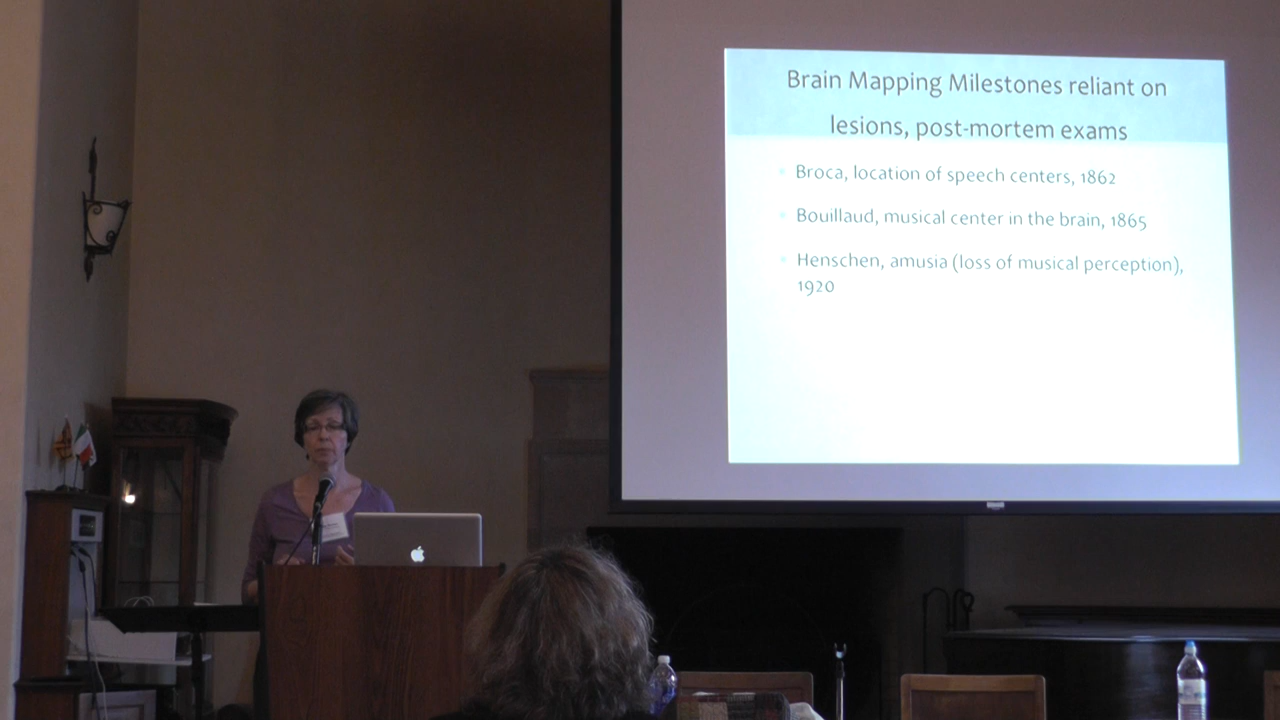 Brain Mapping Milestones reliant on
lesions, post-mortem exams
Broca, location of speech centers, 1862
Bouillaud, musical center in the brain, 1865
Henschen, amusia (loss of musical perception),
1920